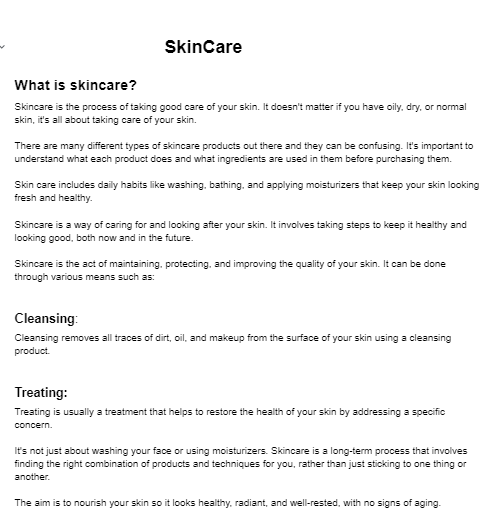 SkinCare
What is skincare?
Skincare is the process of taking good care of your skin. It doesn't matter if you have oily, dry, or normal
skin, it's all about taking care of your skin.
There are many different types of skincare products out there and they can be confusing. It's important to
understand what each product does and what ingredients are used in them before purchasing them.
Skin care includes daily habits like washing, bathing, and applying moisturizers that keep your skin looking
fresh and healthy.
Skincare is a way of caring for and looking after your skin. It involves taking steps to keep it healthy and
looking good, both now and in the future.
Skincare is the act of maintaining, protecting, and improving the quality of your skin. It can be done
through various means such as:
Cleansing:
Cleansing removes all traces of dirt, oil, and makeup from the surface of your skin using a cleansing
product.
Treating:
Treating is usually a treatment that helps to restore the health of your skin by addressing a specific
concern.
It's not just about washing your face or using moisturizers. Skincare is a long-term process that involves
finding the right combination of products and techniques for you, rather than just sticking to one thing or
another.
The aim is to nourish your skin so it looks healthy, radiant, and well-rested, with no signs of aging.